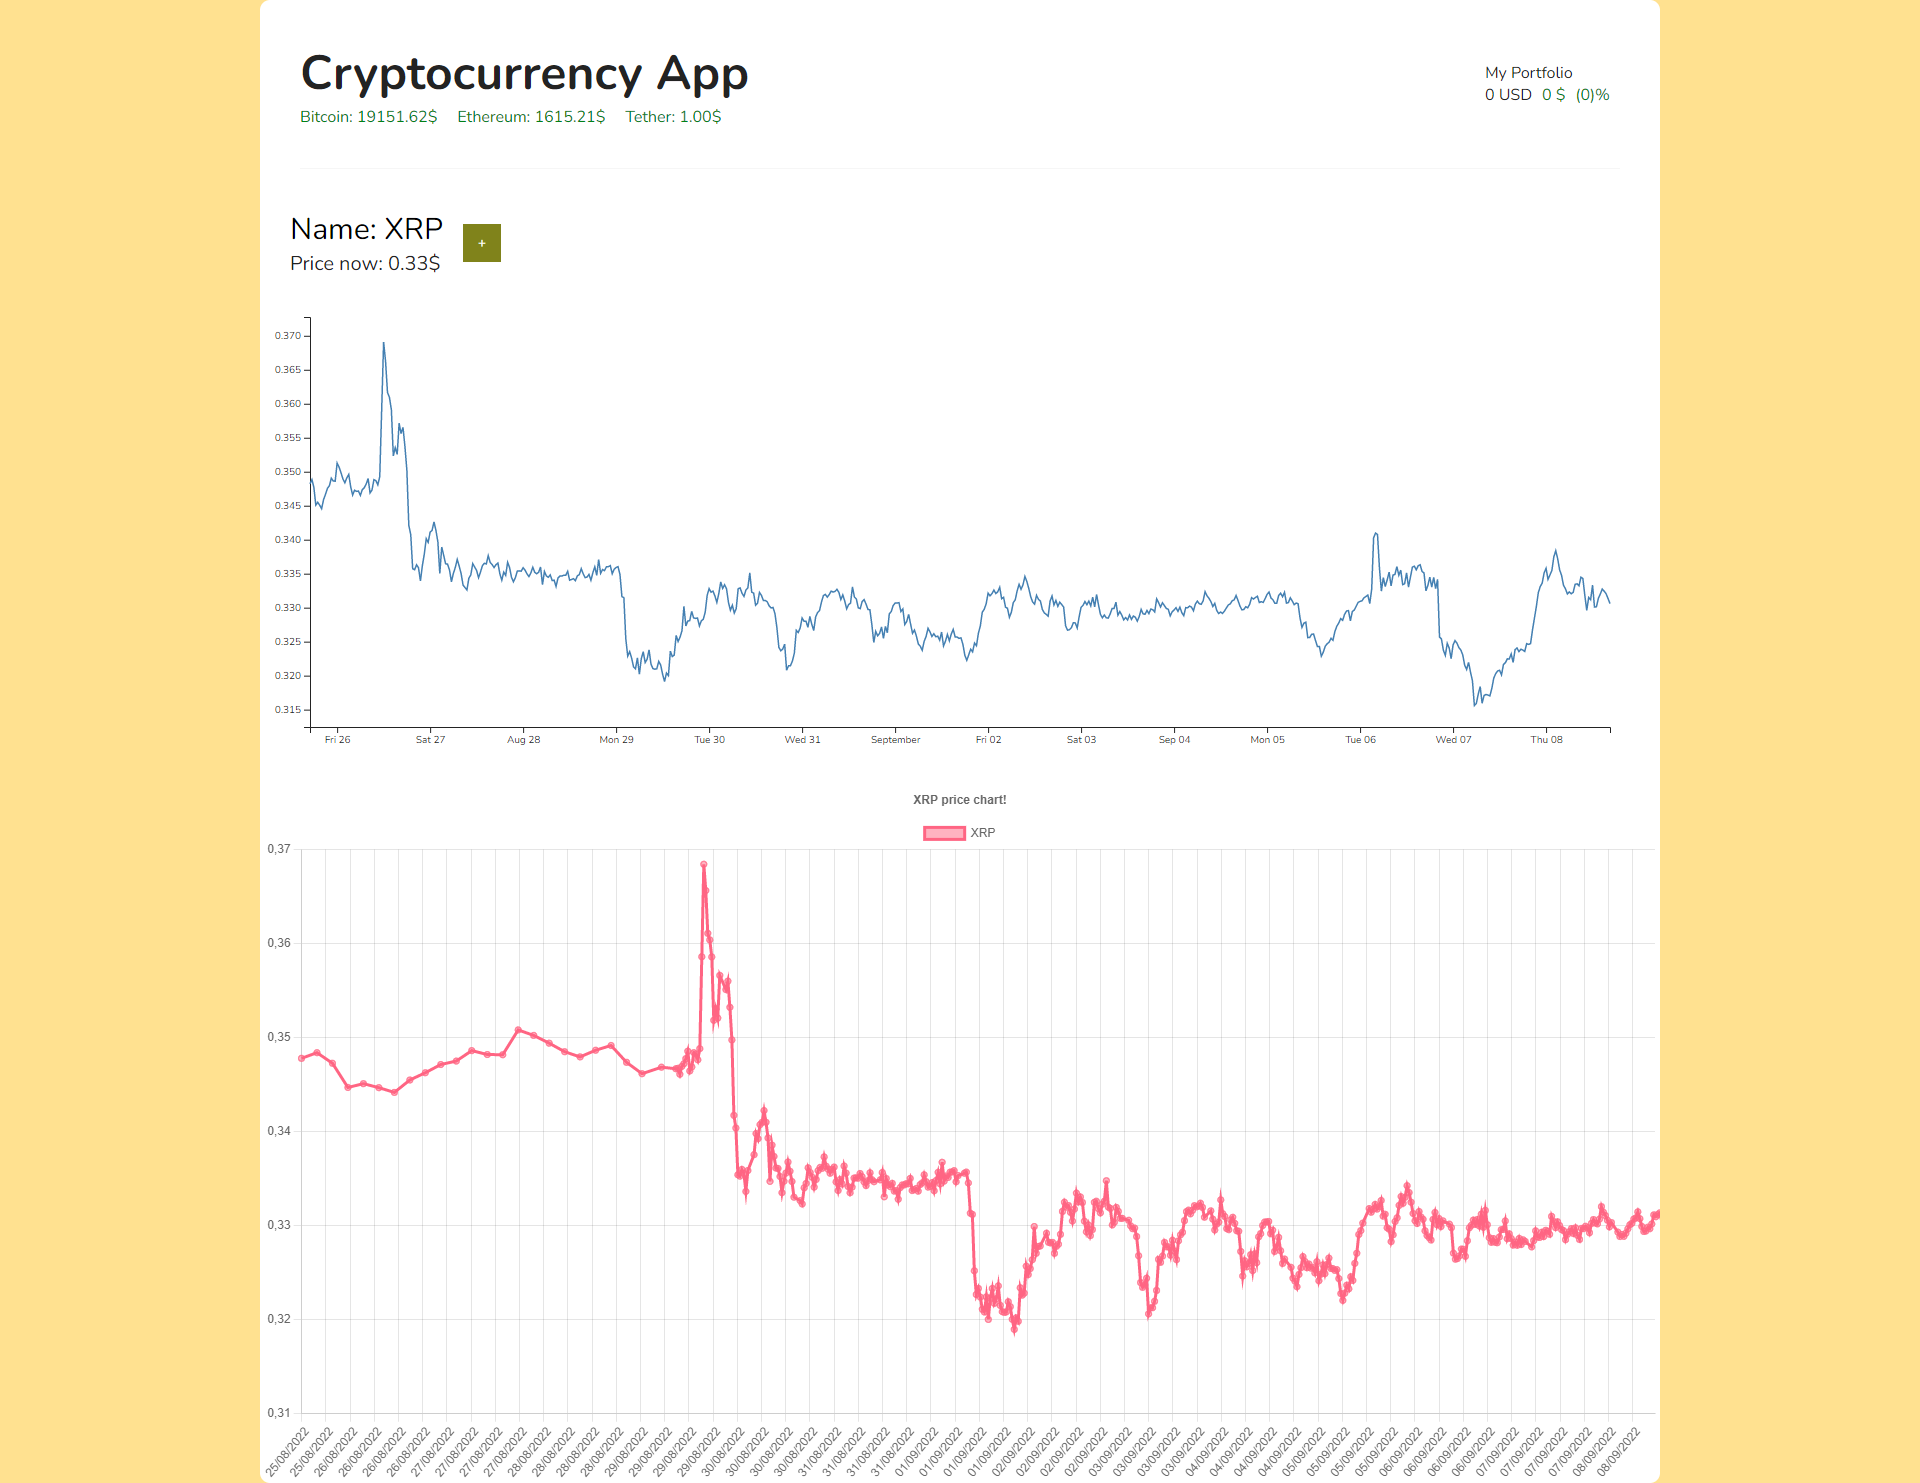 Cryptocurrency App
Bitcoin: 19151.62$ Ethereum: 1615.21$ Tether: 1.00$
My Portfolio
0 USD 0 $ (0)%
Name: XRP
+
Price now: 0.33$
0.370
0.365
0.360
0.355
0.350
0.345
0.340
0.335
0.330
0.325
0.320
0.315
Fri 26 Sat 27 Aug 28 Mon 29 Tue 30 Wed 31 September Fri 02 Sat 03 Sep 04 Mon 05 Tue 06 Wed 07 Thu 08
XRP price chart!
XRP
0,37
0,36
0,35
0,34
0,33
0,32
0,31
25/08/2022 25/08/2022 26/08/2022 26/08/2022 26/08/2022 26/08/2022 27/08/2022 27/08/2022 27/08/2022 27/08/2022 28/08/2022 28/08/2022 28/08/2022 28/08/2022 29/08/2022 29/08/2022 29/08/2022 29/08/2022 30/08/2022 30/08/2022 30/08/2022 30/08/2022 31/08/2022 31/08/2022 31/08/2022 31/08/2022 01/09/2022 01/09/2022 01/09/2022 01/09/2022 02/09/2022 02/09/2022 02/09/2022 02/09/2022 03/09/2022 03/09/2022 03/09/2022 03/09/2022 04/09/2022 04/09/2022 04/09/2022 04/09/2022 05/09/2022 05/09/2022 05/09/2022 05/09/2022 06/09/2022 06/09/2022 06/09/2022 06/09/2022 07/09/2022 07/09/2022 07/09/2022 07/09/2022 08/09/2022 08/09/2022